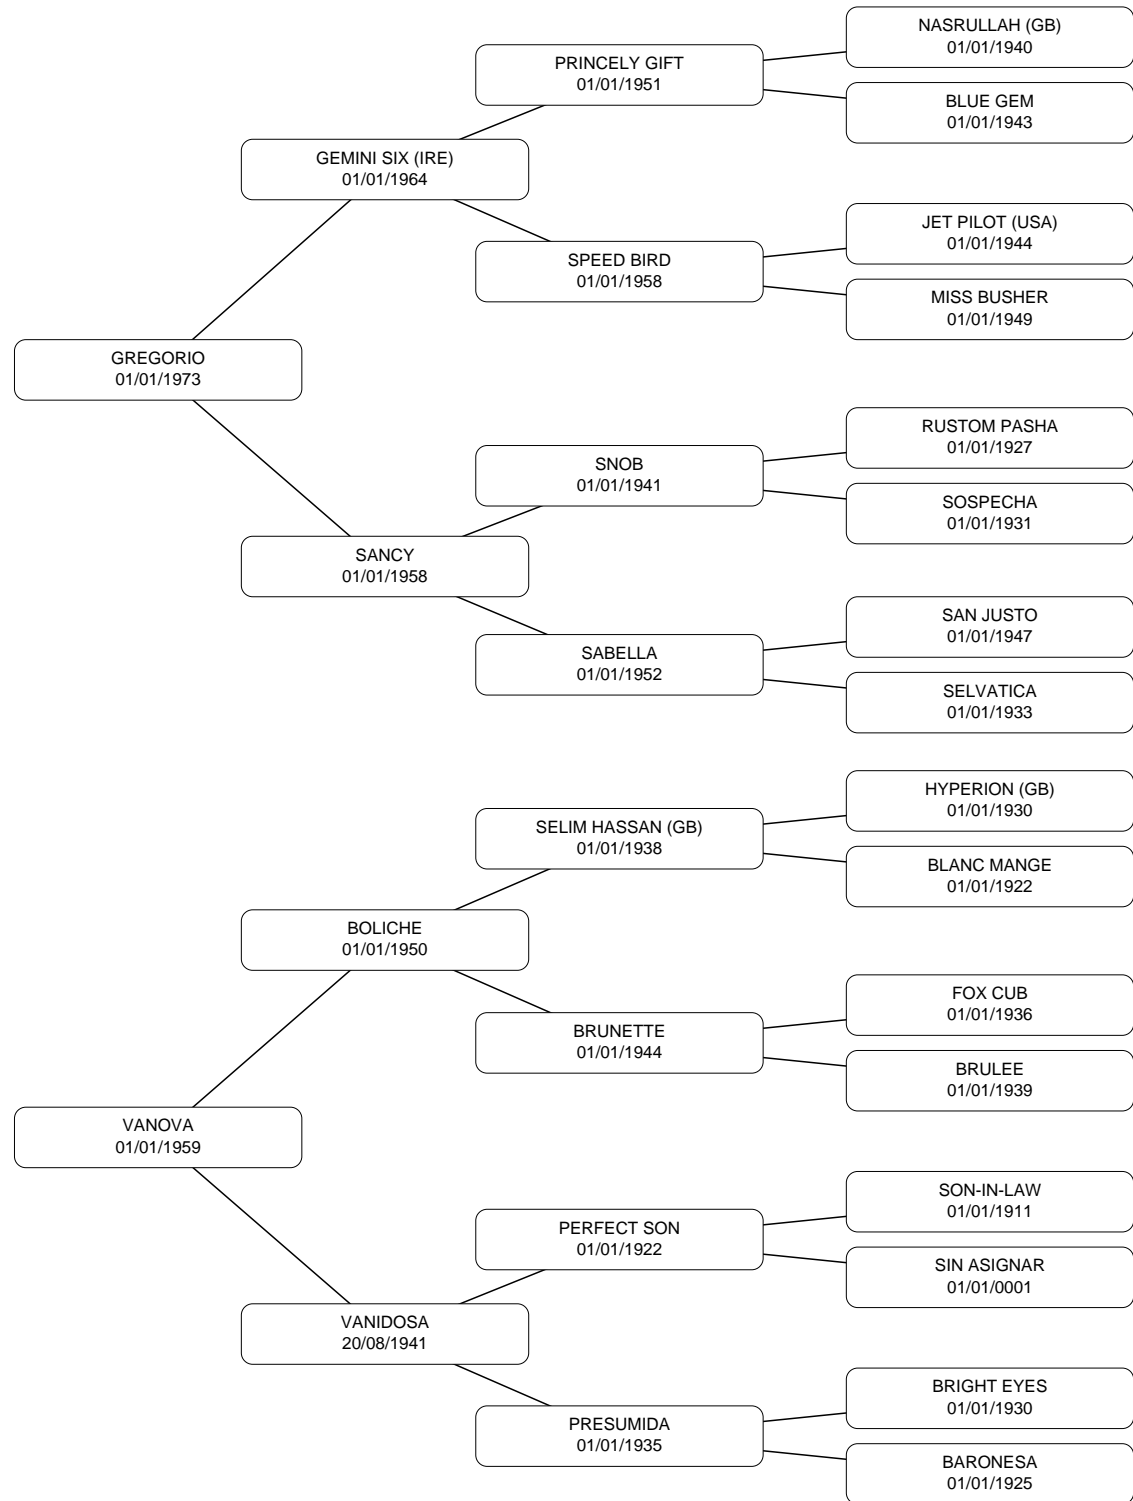 NASRULLAH (GB)
01/01/1940
PRINCELY GIFT
01/01/1951
BLUE GEM
01/01/1943
GEMINI SIX (IRE)
01/01/1964
JET PILOT (USA)
01/01/1944
SPEED BIRD
01/01/1958
MISS BUSHER
01/01/1949
GREGORIO
01/01/1973
RUSTOM PASHA
01/01/1927
SNOB
01/01/1941
SOSPECHA
01/01/1931
SANCY
01/01/1958
SAN JUSTO
01/01/1947
SABELLA
01/01/1952
SELVATICA
01/01/1933
HYPERION (GB)
01/01/1930
SELIM HASSAN (GB)
01/01/1938
BLANC MANGE
01/01/1922
BOLICHE
01/01/1950
FOX CUB
01/01/1936
BRUNETTE
01/01/1944
BRULEE
01/01/1939
VANOVA
01/01/1959
SON-IN-LAW
01/01/1911
PERFECT SON
01/01/1922
SIN ASIGNAR
01/01/0001
VANIDOSA
20/08/1941
BRIGHT EYES
01/01/1930
PRESUMIDA
01/01/1935
BARONESA
01/01/1925